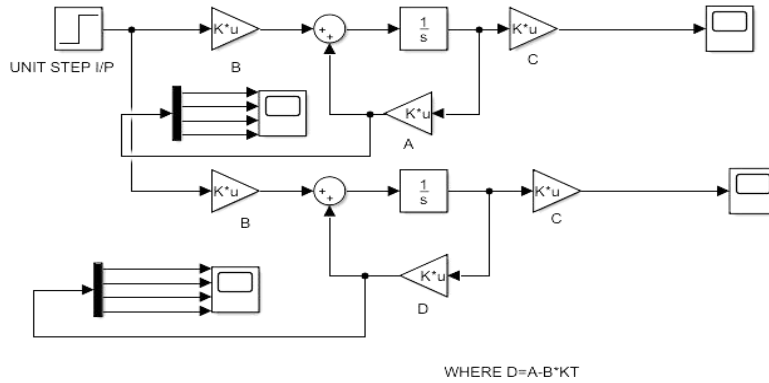 K*u
+
+
1
s
K*u
UNIT STEP I/P
B
C
K*u
A
K*u
+
+
1
s
K*u
B
C
K*u
D
WHERE D=A-B*KT